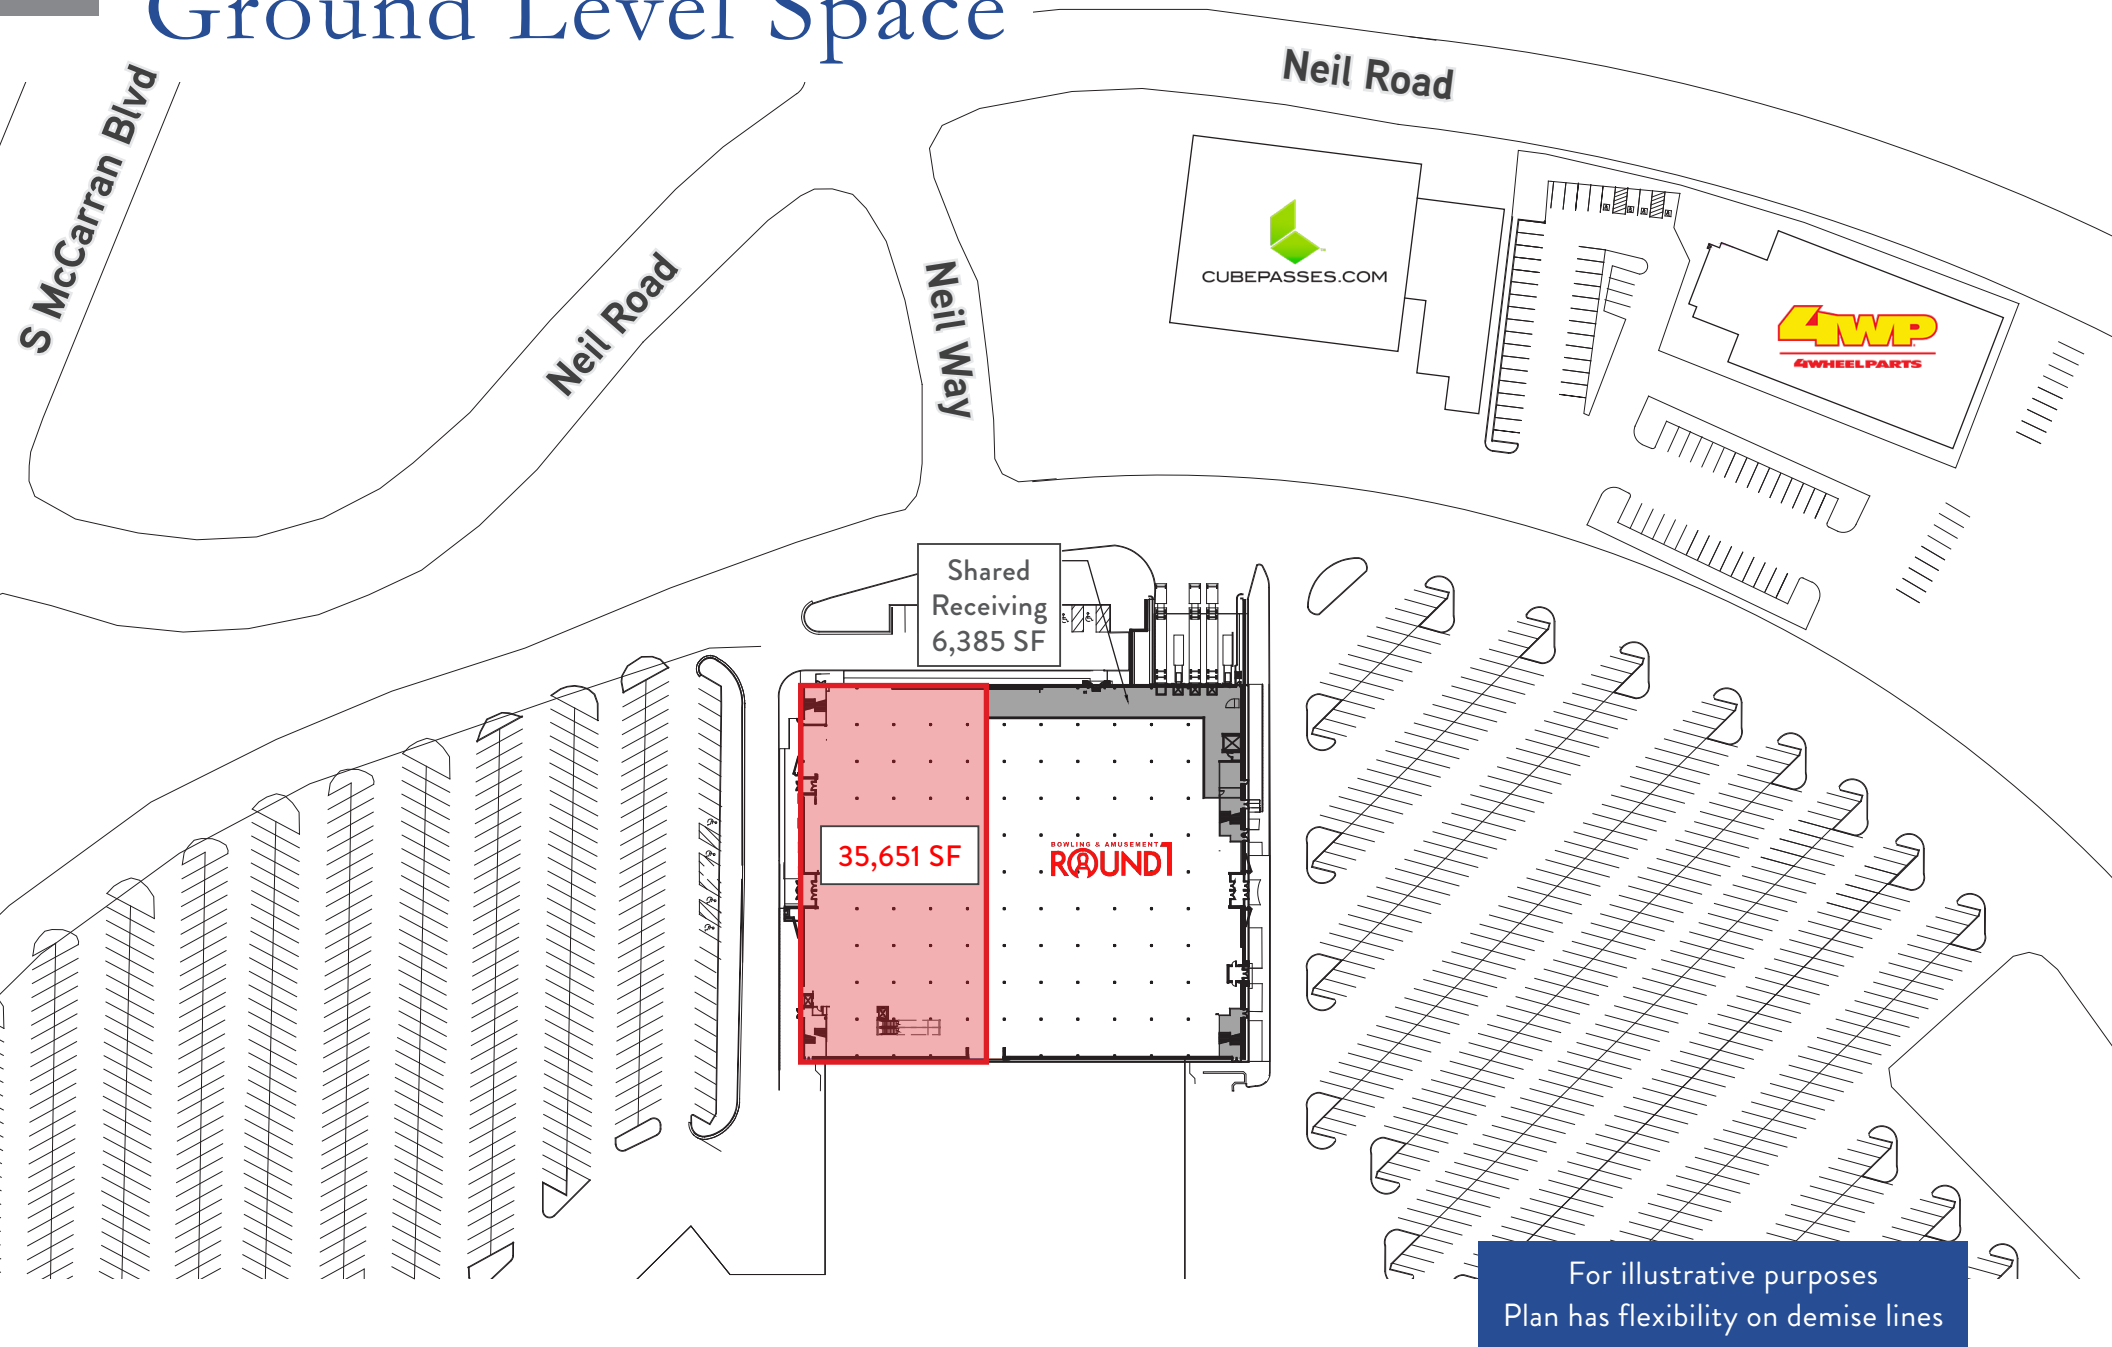 Ground Level Space
Neil Road
S McCarran Blvd
Neil Road
Neil Way
CUBEPASSES.COM
4WP
4WHEELPARTS
Shared
Receiving
6,385 SF
35,651 SF
BOWLING & AMUSEMENT
ROUND1
For illustrative purposes
Plan has flexibility on demise lines